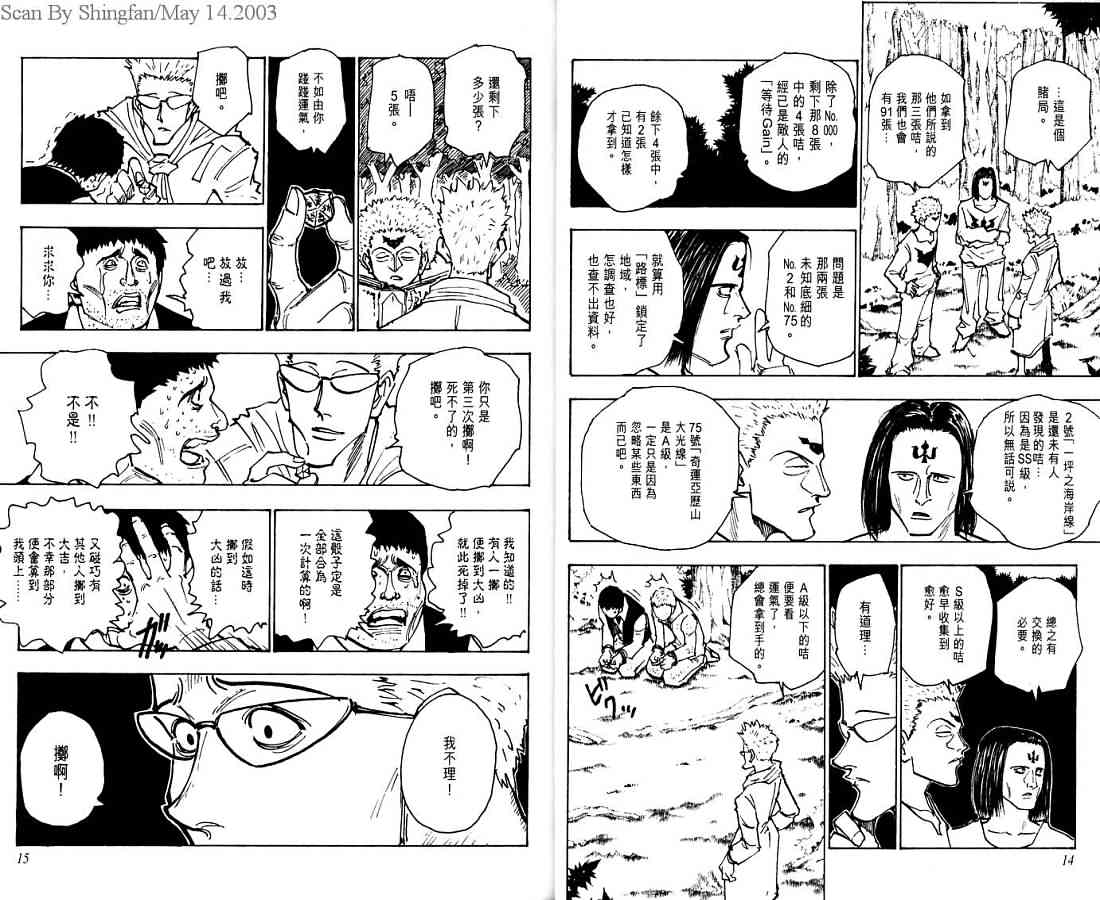 Scan By Shingfan/May 14.2003
…這是個
賭局。
如拿到
他們所說的
那三張咭，
我們也會
有91張…
除了No.000
剩下那8張
中的4張咭，
經已是敵人的
「等待Gain」。
餘下4張中，
有2張
已知道怎樣
才拿到。
問題是
那兩張
未知底細的
No.2和No.75。
就算用
「路標」鎖定了
地域，
怎調查也好，
也查不出資料。
2號「一坪之海岸線」
是還未有人
發現的咭…
因為是SS級，
所以無話可說。
75號「奇運亞歷山
大光線」
是A級，
一定只是因為
忽略某些東西
而已吧。
總之有
交換的
必要。
S級以上的咭
愈早收集到
愈好。
有道理…
A級以下的咭
便要看
運氣了，
總會拿到手的。
ビクッ
14
還剩下
多少張？
唔—
5張。
不如由你
踫踫運氣，
擲吧。
放…
放過我
吧…
求求你…
你只是
第三次擲啊！
死不了的，
擲吧。
不!!
不是!!
我知道的!!
有人一擲
便擲到大凶，
就此死掉了!!
這骰子定是
全部合為
一次計算的啊！
假如這時
擲到
大凶的話…
又碰巧有
其他人擲到
大吉，
不幸那部分
便會算到
我頭上…
我不理！
擲啊！
15